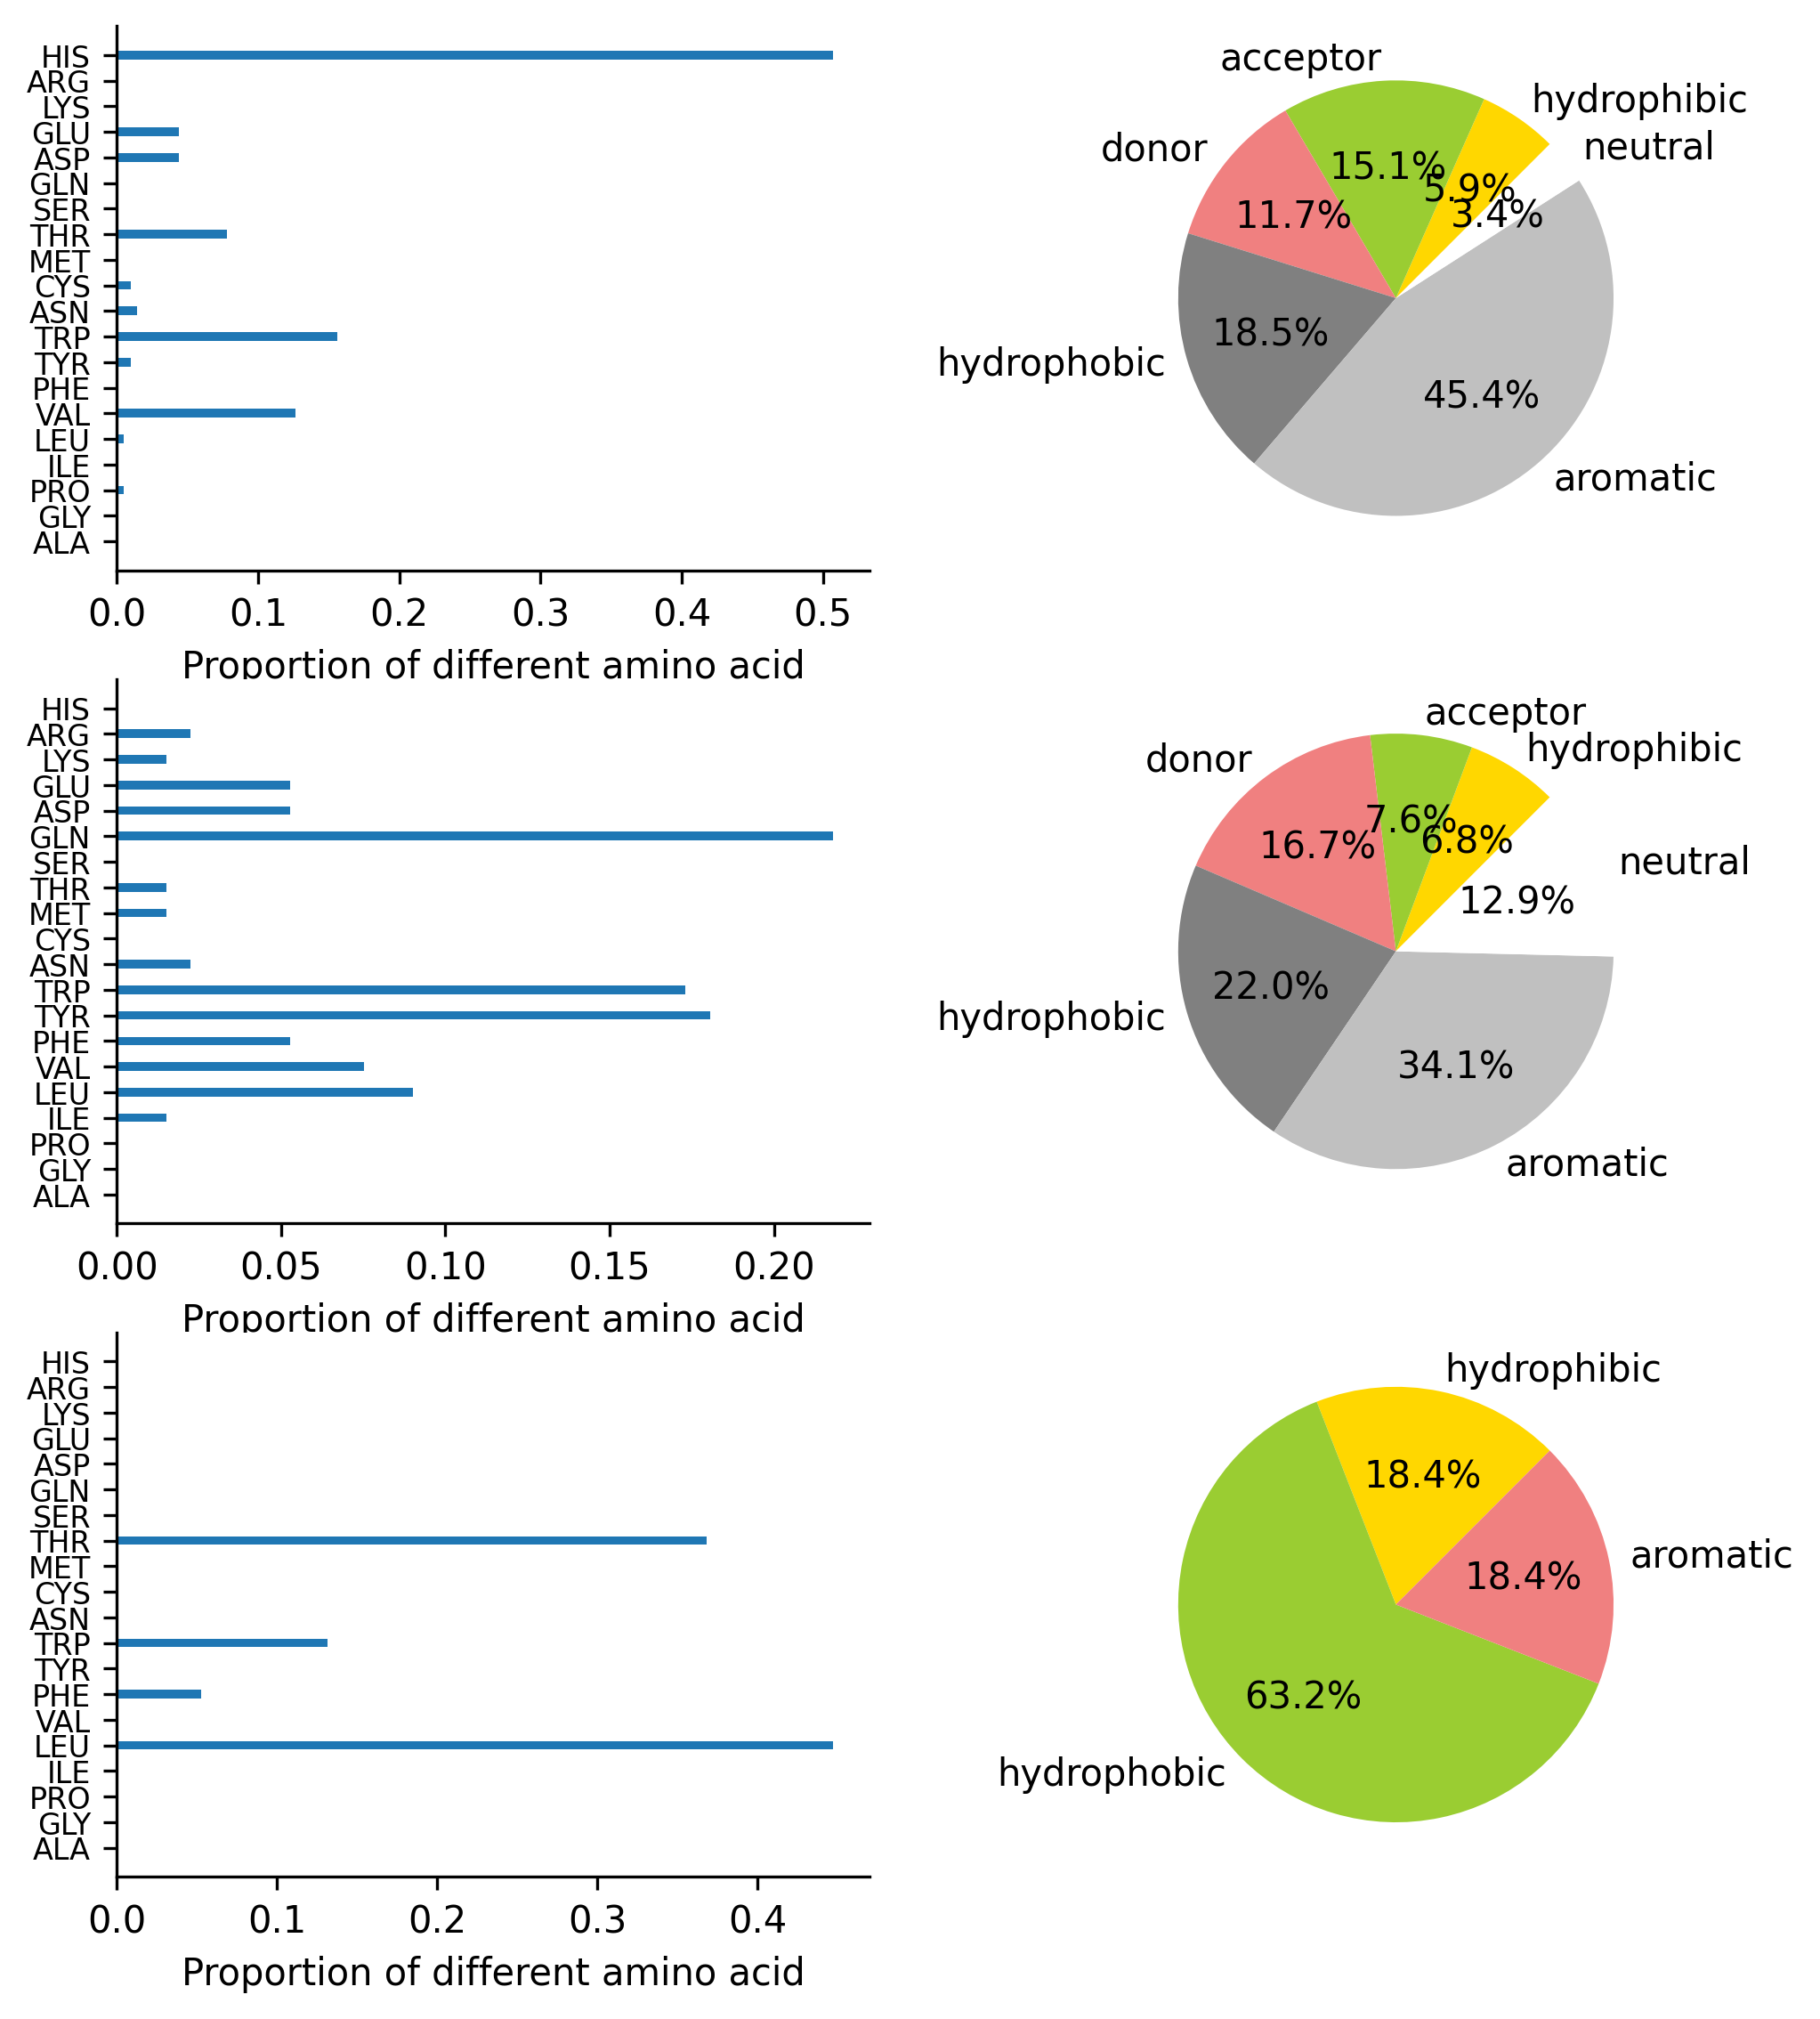 HIS
ARG
LYS
GLU
ASP
GLN
SER
THR
MET
CYS
ASN
TRP
TYR
PHE
VAL
LEU
ILE
PRO
GLY
ALA
0.0 0.1 0.2 0.3 0.4 0.5
Proportion of different amino acid
acceptor
hydrophibic
neutral
donor
15.1%
5.9%
3.4%
11.7%
18.5%
hydrophobic
45.4%
aromatic
HIS
ARG
LYS
GLU
ASP
GLN
SER
THR
MET
CYS
ASN
TRP
TYR
PHE
VAL
LEU
ILE
PRO
GLY
ALA
0.00 0.05 0.10 0.15 0.20
Proportion of different amino acid
acceptor
hydrophibic
donor
7.6%
6.8%
16.7%
neutral
12.9%
22.0%
hydrophobic
34.1%
aromatic
HIS
ARG
LYS
GLU
ASP
GLN
SER
THR
MET
CYS
ASN
TRP
TYR
PHE
VAL
LEU
ILE
PRO
GLY
ALA
0.0 0.1 0.2 0.3 0.4
Proportion of different amino acid
hydrophibic
18.4%
aromatic
18.4%
63.2%
hydrophobic